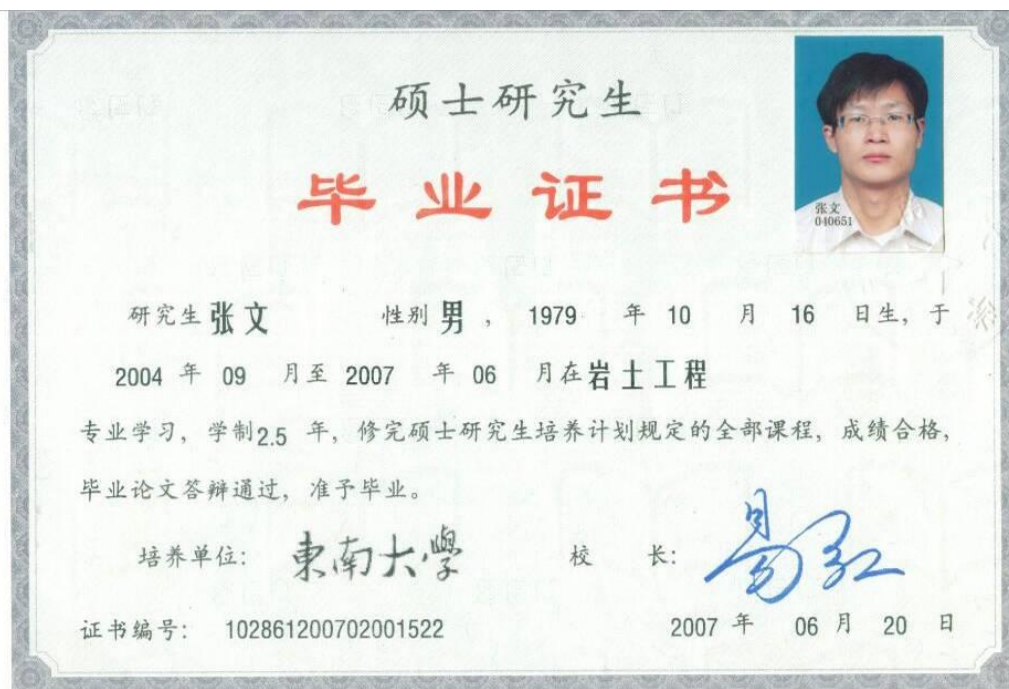 硕士研究生
毕业证书
张文
040651
研究生 张文 性别 男 ， 1979 年 10 月 16 日生，于
2004 年 09 月至 2007 年 06 月在 岩土工程
专业学习，学制 2.5 年，修完硕士研究生培养计划规定的全部课程，成绩合格，
毕业论文答辩通过，准予毕业。
培养单位： 東南大學 校 长： 易红
证书编号： 102861200702001522 2007 年 06 月 20 日